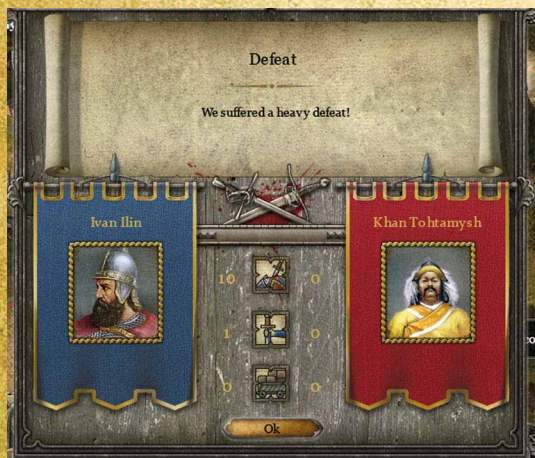 Defeat
We suffered a heavy defeat!
Ivan Ilin
Khan Tohtamysh
10 0
1 0
0 0
Ok